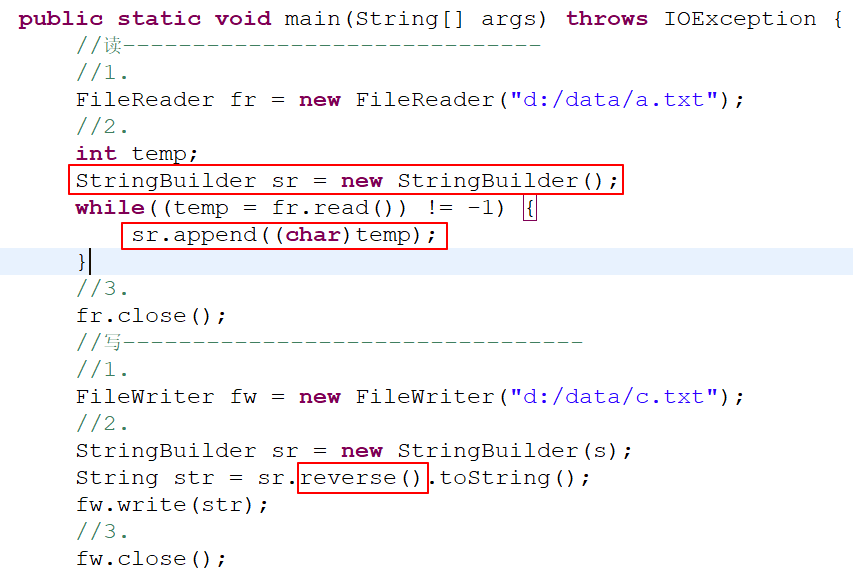 public static void main(String[] args) throws IOException {
//读------------------------------
//1.
FileReader fr = new FileReader("d:/data/a.txt");
//2.
int temp;
StringBuilder sr = new StringBuilder();
while((temp = fr.read()) != -1) {
sr.append((char)temp);
}
//3.
fr.close();
//写---------------------------------
//1.
FileWriter fw = new FileWriter("d:/data/c.txt");
//2.
StringBuilder sr = new StringBuilder(s);
String str = sr.reverse().toString();
fw.write(str);
//3.
fw.close();